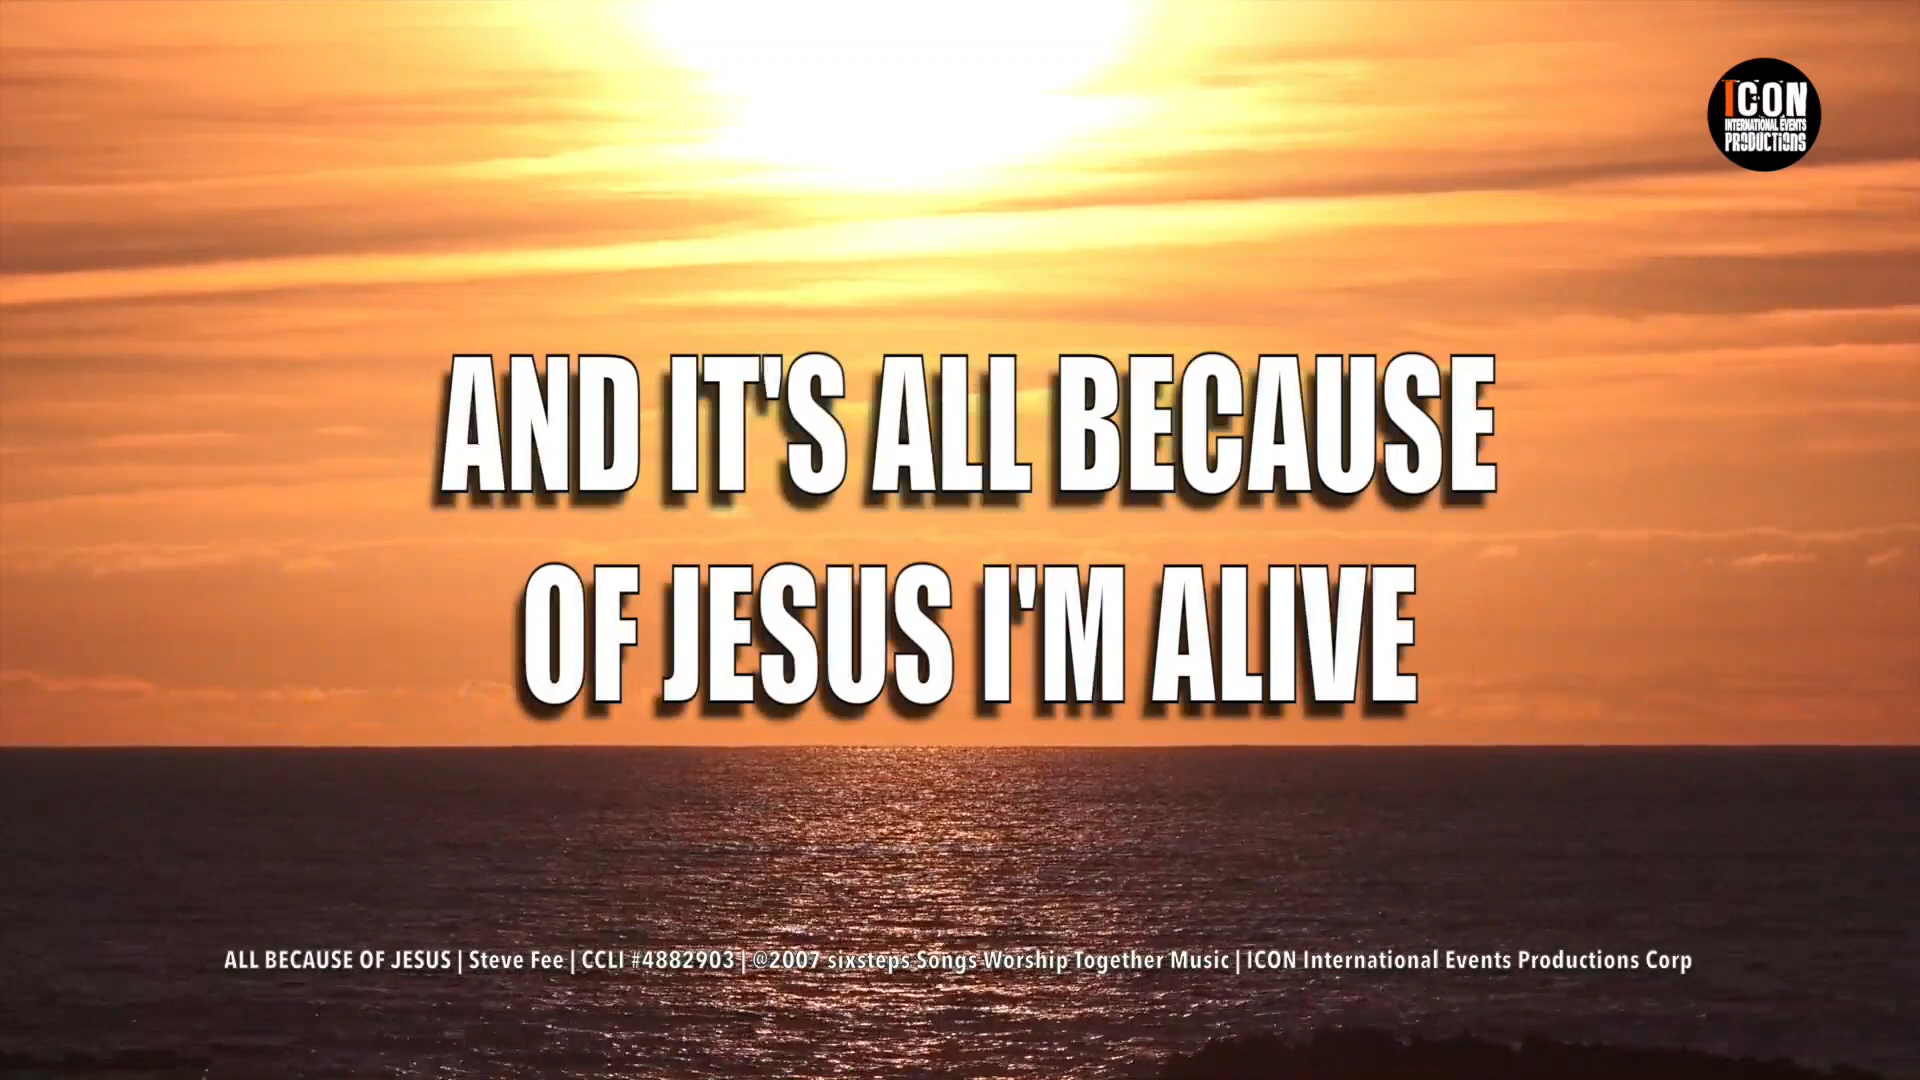 ICON
INTERNATIONAL EVENTS
PRODUCTIONS
AND IT'S ALL BECAUSE
OF JESUS I'M ALIVE
ALL BECAUSE OF JESUS | Steve Fee | CCLI #4882903 | @2007 sixsteps Songs Worship Together Music | ICON International Events Productions Corp